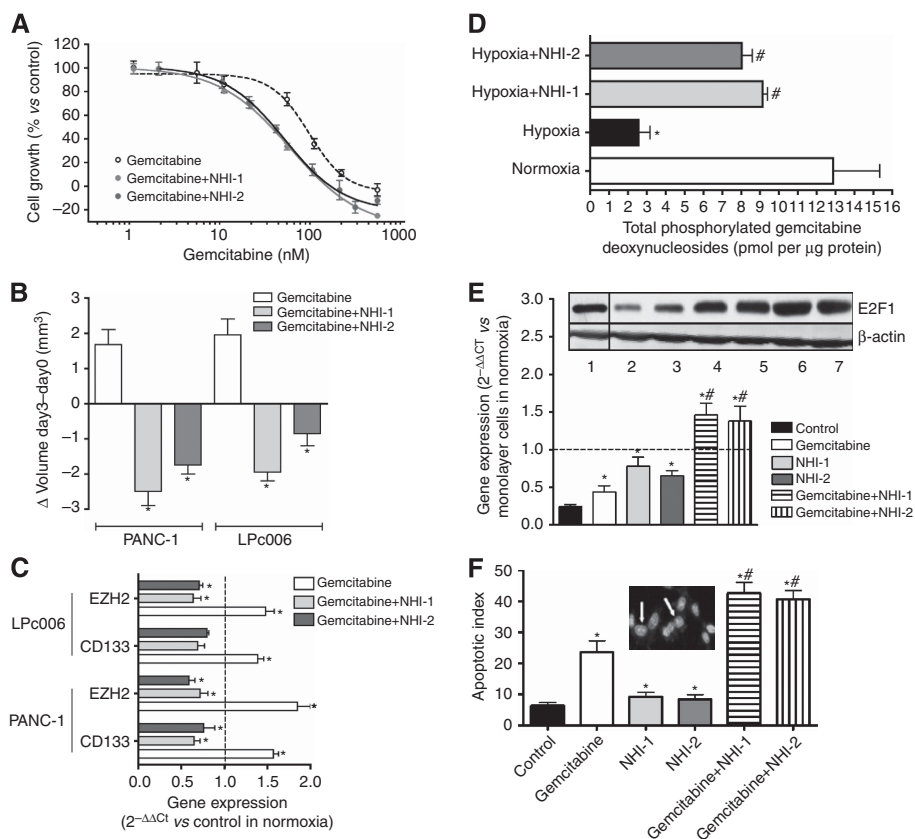 A
120
100
80
60
40
20
0
−20
Cell growth (% vs control)
Gemcitabine
Gemcitabine+NHI-1
Gemcitabine+NHI-2
1 10 100 1000
Gemcitabine (nM)
B
3
2
1
0
−1
−2
−3
Δ Volume day3–day0 (mm³)
Gemcitabine
Gemcitabine+NHI-1
Gemcitabine+NHI-2
* * * *
PANC-1 LPc006
C
LPc006
EZH2
CD133
PANC-1
EZH2
CD133
* * * * * * * * * *
Gemcitabine
Gemcitabine+NHI-1
Gemcitabine+NHI-2
0.0 0.5 1.0 1.5 2.0
Gene expression
(2−ΔΔCt vs control in normoxia)
D
Hypoxia+NHI-2 #
Hypoxia+NHI-1 #
Hypoxia *
Normoxia
0 1 2 3 4 5 6 7 8 9 10 11 12 13 14 15 16
Total phosphorylated gemcitabine
deoxynucleosides (pmol per μg protein)
E
3.0
2.5
2.0
1.5
1.0
0.5
0.0
Gene expression (2−ΔΔCT vs
monolayer cells in normoxia)
E2F1
β-actin
1 2 3 4 5 6 7
* * * *# *#
Control
Gemcitabine
NHI-1
NHI-2
Gemcitabine+NHI-1
Gemcitabine+NHI-2
F
50
40
30
20
10
0
Apoptotic index
* * * *# *#
Control
Gemcitabine
NHI-1
NHI-2
Gemcitabine+NHI-1
Gemcitabine+NHI-2